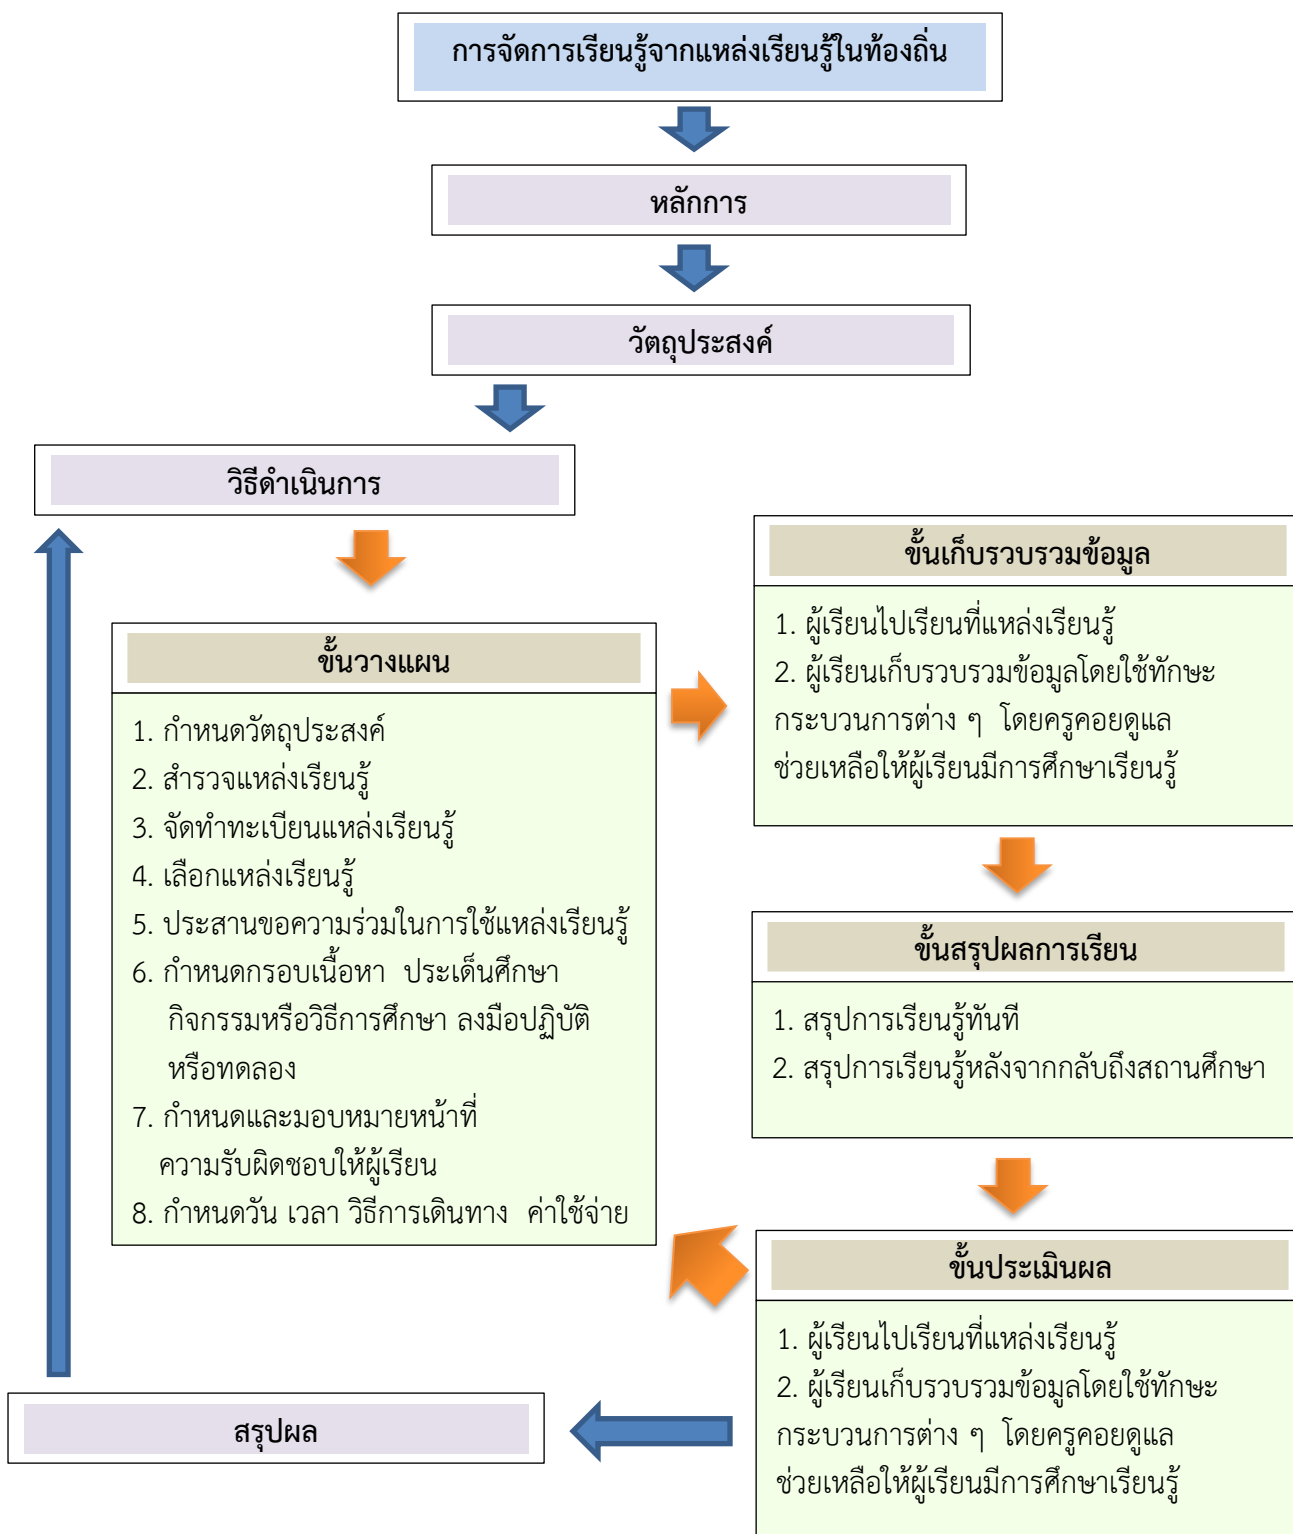 การจัดการเรียนรู้จากแหล่งเรียนรู้ในท้องถิ่น
หลักการ
วัตถุประสงค์
วิธีดำเนินการ
ขั้นวางแผน
1. กำหนดวัตถุประสงค์
2. สำรวจแหล่งเรียนรู้
3. จัดทำทะเบียนแหล่งเรียนรู้
4. เลือกแหล่งเรียนรู้
5. ประสานขอความร่วมในการใช้แหล่งเรียนรู้
6. กำหนดกรอบเนื้อหา ประเด็นศึกษา
กิจกรรมหรือวิธีการศึกษา ลงมือปฏิบัติ
หรือทดลอง
7. กำหนดและมอบหมายหน้าที่
ความรับผิดชอบให้ผู้เรียน
8. กำหนดวัน เวลา วิธีการเดินทาง ค่าใช้จ่าย
ขั้นเก็บรวบรวมข้อมูล
1. ผู้เรียนไปเรียนที่แหล่งเรียนรู้
2. ผู้เรียนเก็บรวบรวมข้อมูลโดยใช้ทักษะ
กระบวนการต่าง ๆ โดยครูคอยดูแล
ช่วยเหลือให้ผู้เรียนมีการศึกษาเรียนรู้
ขั้นสรุปผลการเรียน
1. สรุปการเรียนรู้ทันที
2. สรุปการเรียนรู้หลังจากกลับถึงสถานศึกษา
ขั้นประเมินผล
1. ผู้เรียนไปเรียนที่แหล่งเรียนรู้
2. ผู้เรียนเก็บรวบรวมข้อมูลโดยใช้ทักษะ
กระบวนการต่าง ๆ โดยครูคอยดูแล
ช่วยเหลือให้ผู้เรียนมีการศึกษาเรียนรู้
สรุปผล